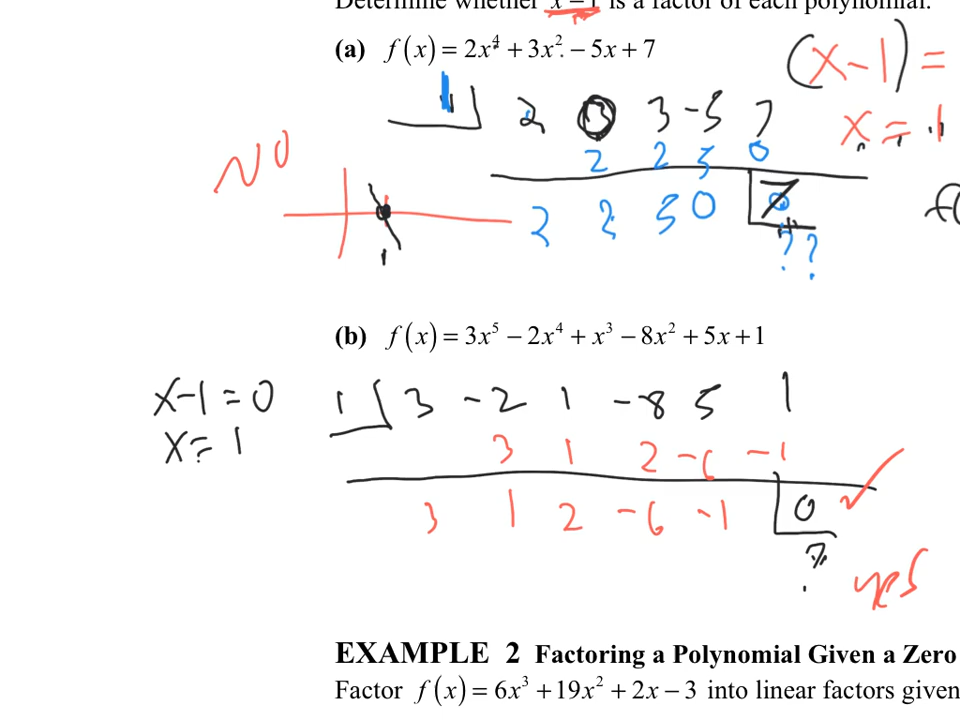 Determine whether x – 1 is a factor of each polynomial.
(a) f(x) = 2x⁴ + 3x² – 5x + 7
(x-1) =
1 2 0 3 -5 7
x = 1
NO
2 2 5 0
2 2 5 0 7
??
(b) f(x) = 3x⁵ – 2x⁴ + x³ – 8x² + 5x + 1
x-1=0 1 3 -2 1 -8 5 1
x=1
3 1 2 -6 -1
3 1 2 -6 -1 0 ✓
?
yes
EXAMPLE 2 Factoring a Polynomial Given a Zero
Factor f(x) = 6x³ + 19x² + 2x – 3 into linear factors given